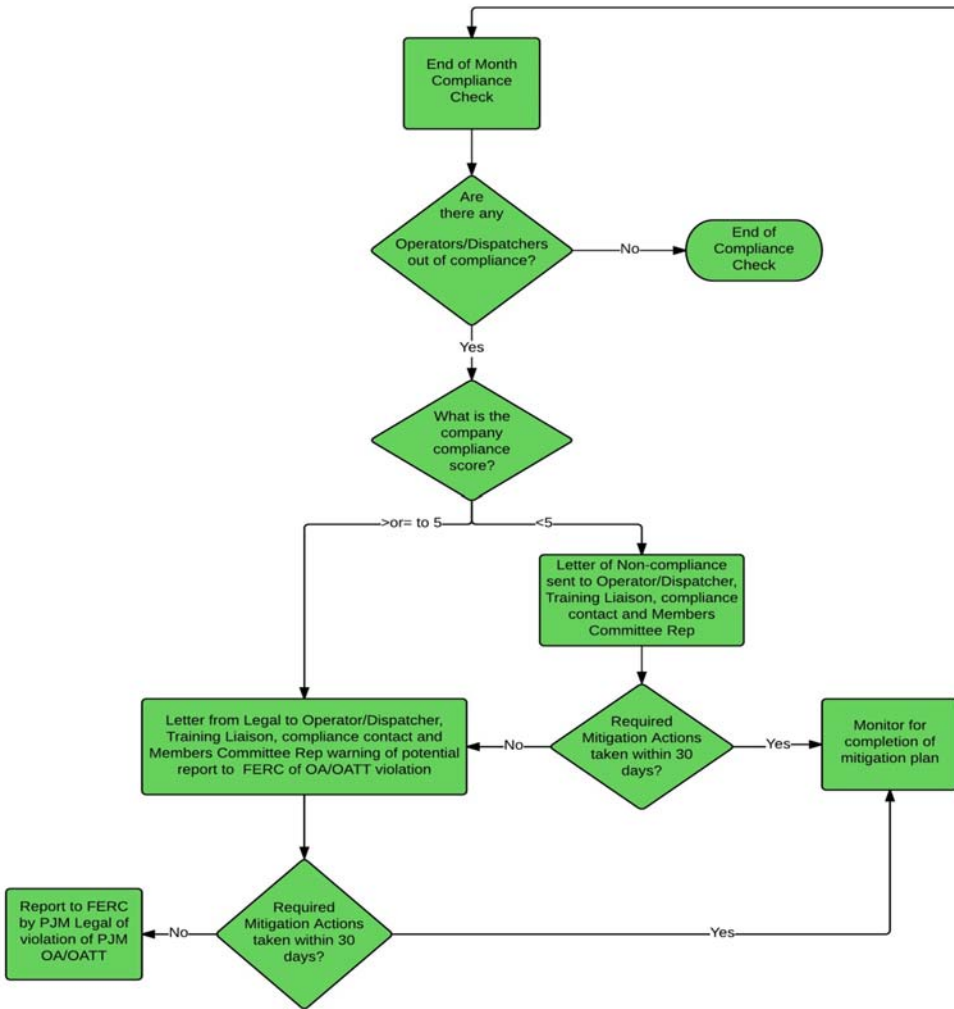 End of Month
Compliance
Check
Are
there any
Operators/Dispatchers
out of compliance?
No
End of
Compliance
Check
Yes
What is the
company
compliance
score?
>or= to 5
<5
Letter of Non-compliance
sent to Operator/Dispatcher,
Training Liaison, compliance
contact and Members
Committee Rep
Letter from Legal to Operator/Dispatcher,
Training Liaison, compliance contact and
Members Committee Rep warning of potential
report to FERC of OA/OATT violation
No
Required
Mitigation Actions
taken within 30
days?
Yes
Monitor for
completion of
mitigation plan
Report to FERC
by PJM Legal of
violation of PJM
OA/OATT
No
Required
Mitigation Actions
taken within 30
days?
Yes